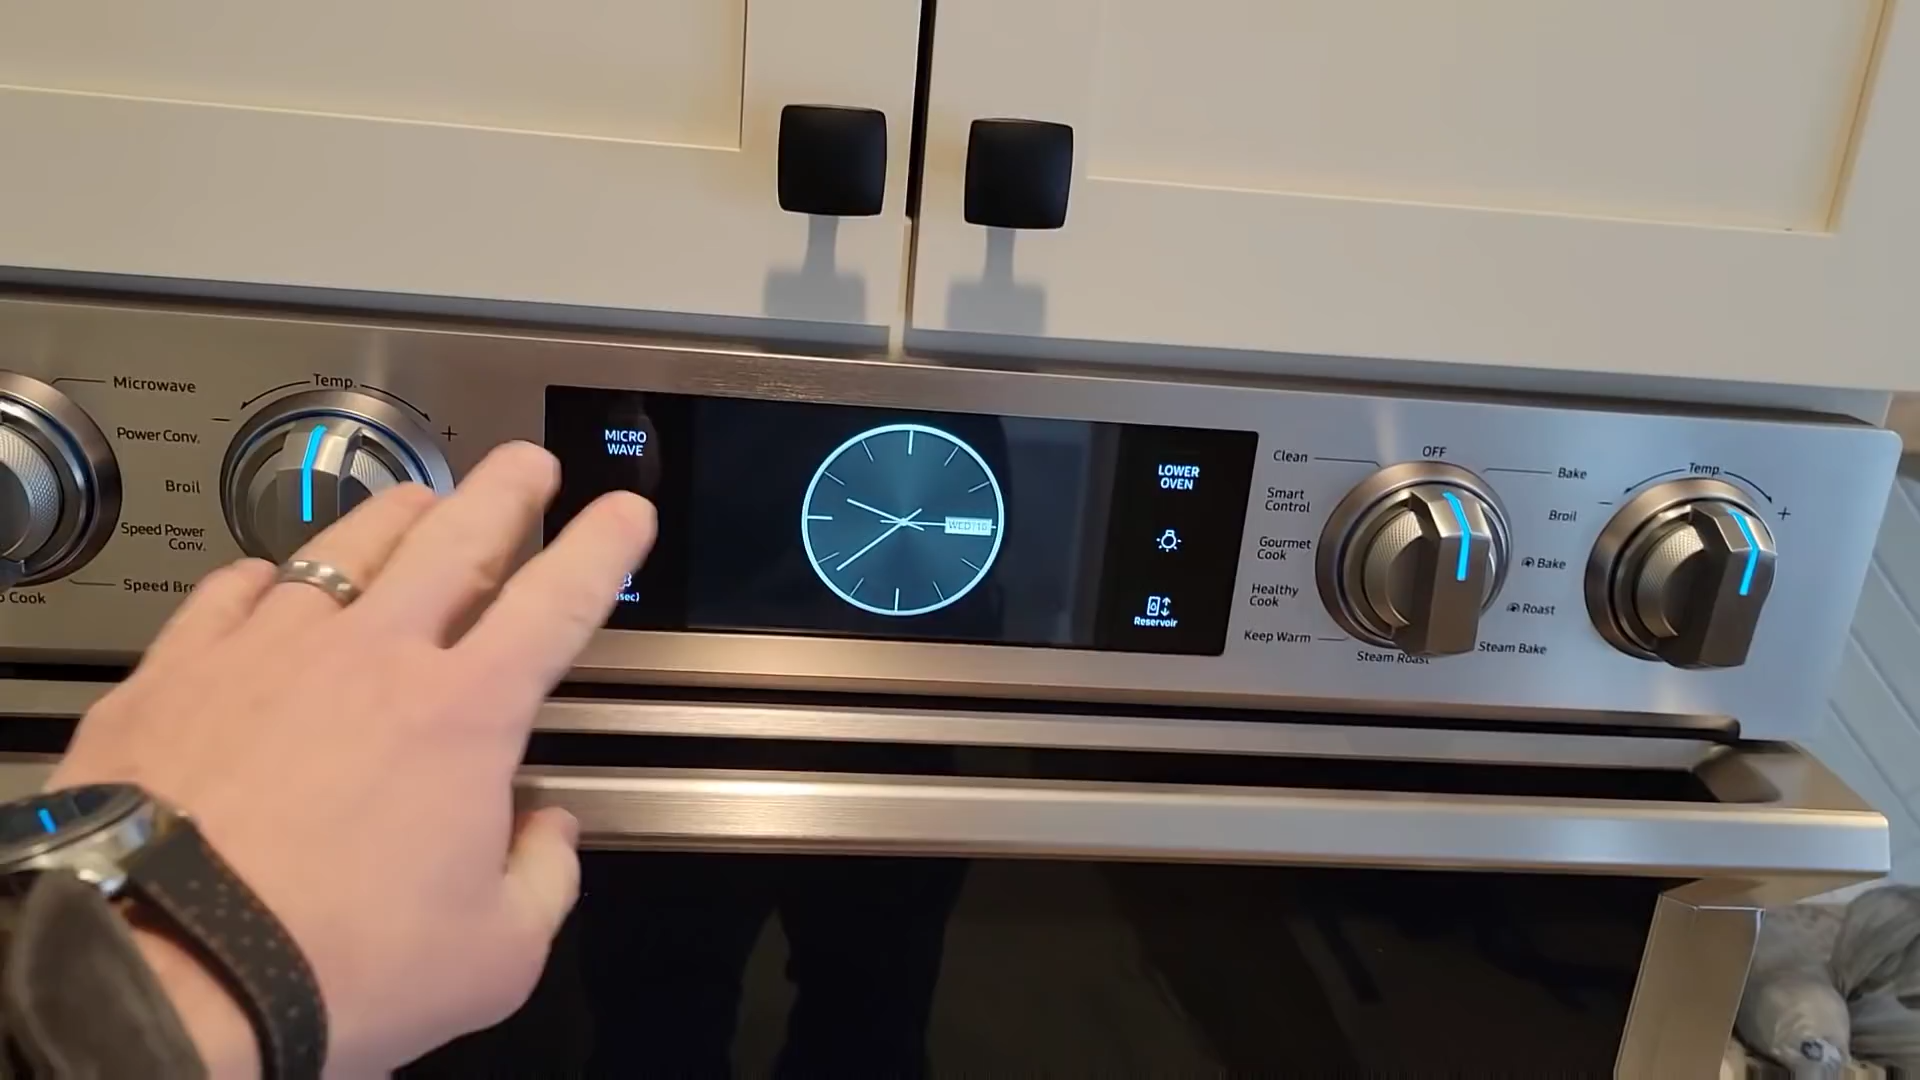 Microwave
Power Conv.
Broil
Speed Power
Conv.
Cook
Temp.
-
+
MICRO
WAVE
sec)
WED 10
LOWER
OVEN
Reservoir
Clean
Smart
Control
Gourmet
Cook
Healthy
Cook
Keep Warm
Steam Roast
OFF
Bake
Broil
Bake
Roast
Steam Bake
Temp.
-
+